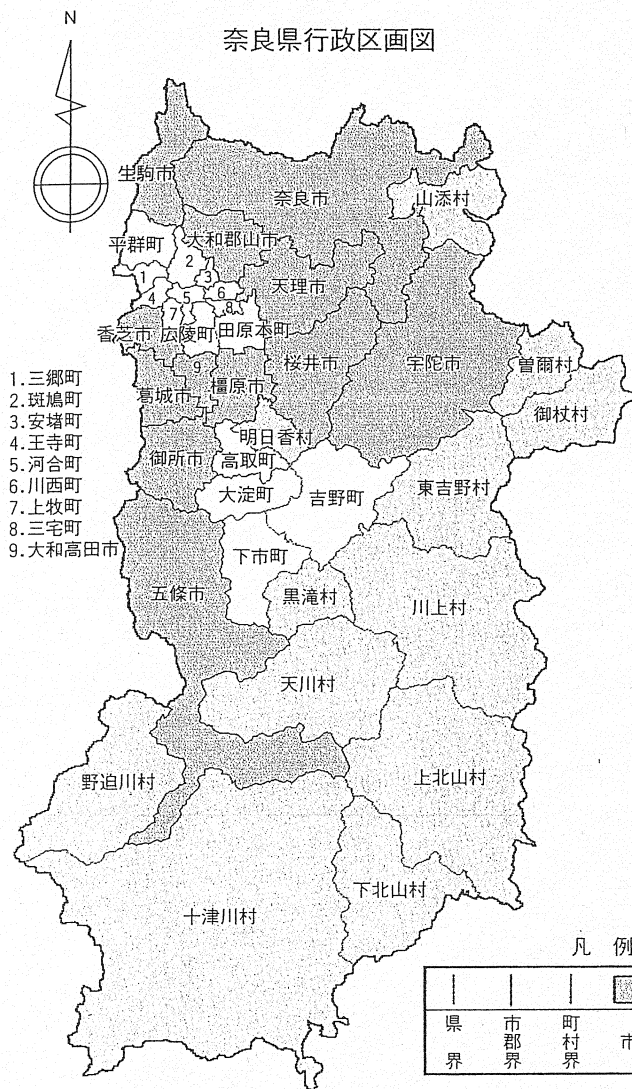 N
奈良県行政区画図
生駒市
奈良市
山添村
平群町
大和郡山市
2
1
3
天理市
4
5
6
7
8
香芝市
広陵町
田原本町
桜井市
宇陀市
曽爾村
9
葛城市
橿原市
御杖村
1.三郷町
2.斑鳩町
3.安堵町
4.王寺町
5.河合町
6.川西町
7.上牧町
8.三宅町
9.大和高田市
明日香村
御所市
高取町
大淀町
吉野町
東吉野村
下市町
五條市
黒滝村
川上村
天川村
野迫川村
上北山村
下北山村
十津川村
凡 例
県界
市郡界
町村界
市